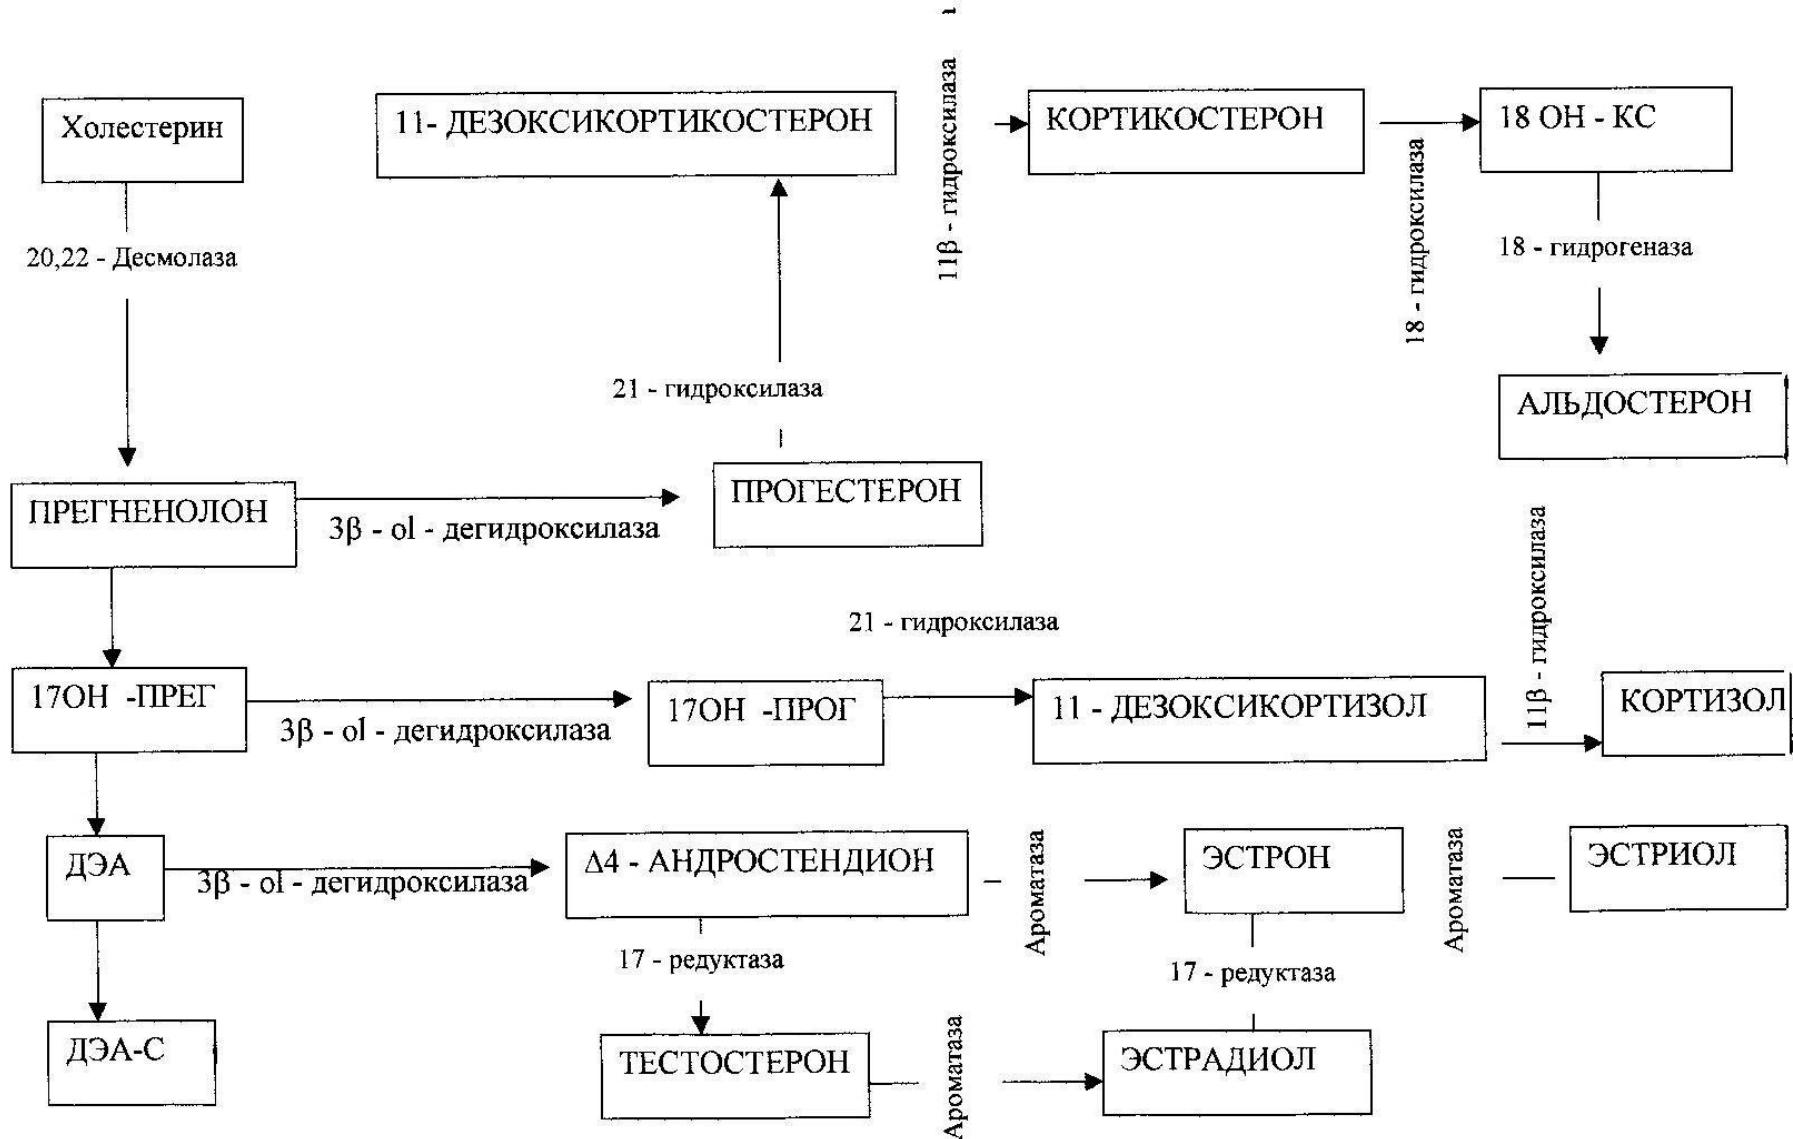 Холестерин
11- ДЕЗОКСИКОРТИКОСТЕРОН
11β - гидроксилаза
КОРТИКОСТЕРОН
18 - гидроксилаза
18 ОН - КС
20,22 - Десмолаза
18 - гидрогеназа
21 - гидроксилаза
АЛЬДОСТЕРОН
ПРЕГНЕНОЛОН
3β - ol - дегидроксилаза
ПРОГЕСТЕРОН
21 - гидроксилаза
11β - гидроксилаза
17ОН -ПРЕГ
3β - ol - дегидроксилаза
17ОН -ПРОГ
11 - ДЕЗОКСИКОРТИЗОЛ
КОРТИЗОЛ
ДЭА
3β - ol - дегидроксилаза
Δ4 - АНДРОСТЕНДИОН
Ароматаза
ЭСТРОН
Ароматаза
ЭСТРИОЛ
17 - редуктаза
17 - редуктаза
ДЭА-С
ТЕСТОСТЕРОН
Ароматаза
ЭСТРАДИОЛ